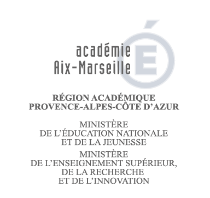 académie
Aix-Marseille
É
RÉGION ACADÉMIQUE
PROVENCE-ALPES-CÔTE D'AZUR
MINISTÈRE
DE L'ÉDUCATION NATIONALE
ET DE LA JEUNESSE
MINISTÈRE
DE L'ENSEIGNEMENT SUPÉRIEUR,
DE LA RECHERCHE
ET DE L'INNOVATION